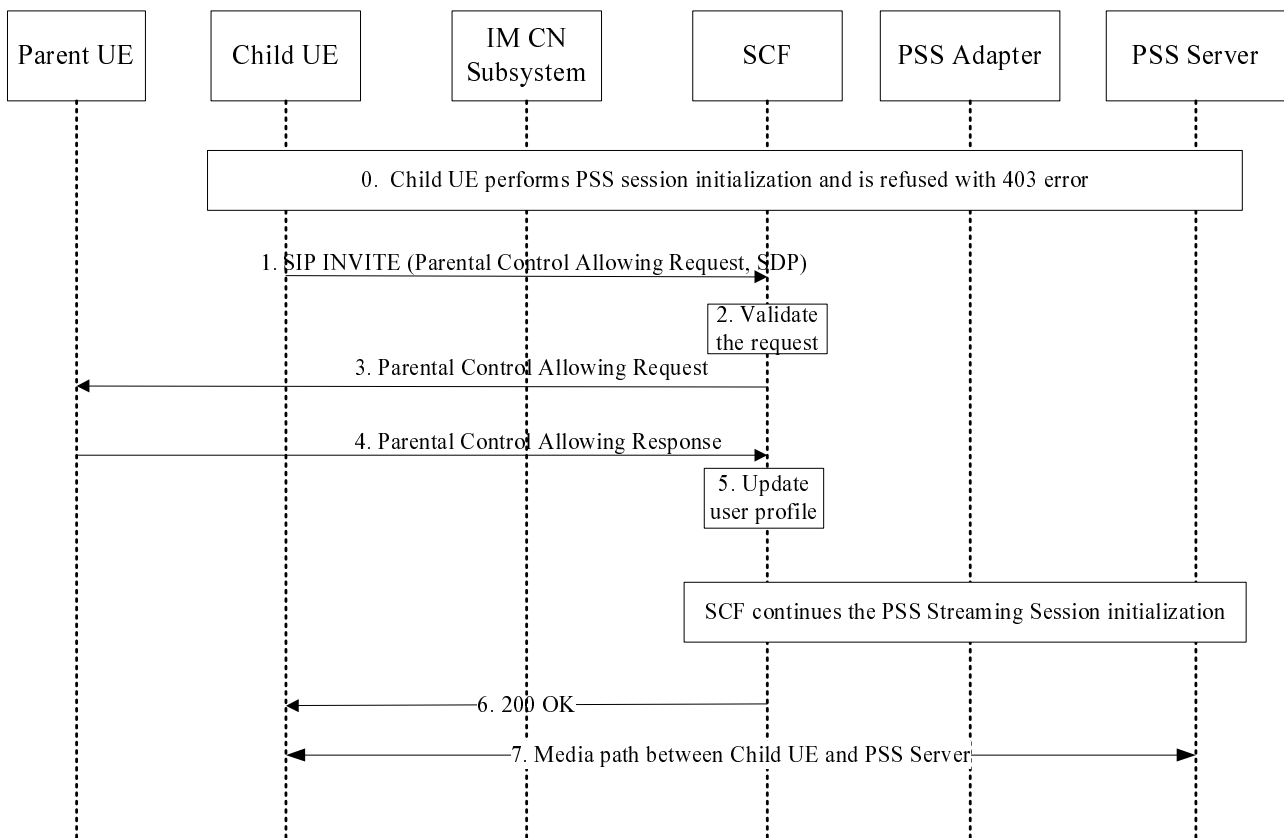 Parent UE
Child UE
IM CN
Subsystem
SCF
PSS Adapter
PSS Server
0. Child UE performs PSS session initialization and is refused with 403 error
1. SIP INVITE (Parental Control Allowing Request, SDP)
2. Validate
the request
3. Parental Control Allowing Request
4. Parental Control Allowing Response
5. Update
user profile
SCF continues the PSS Streaming Session initialization
6. 200 OK
7. Media path between Child UE and PSS Server